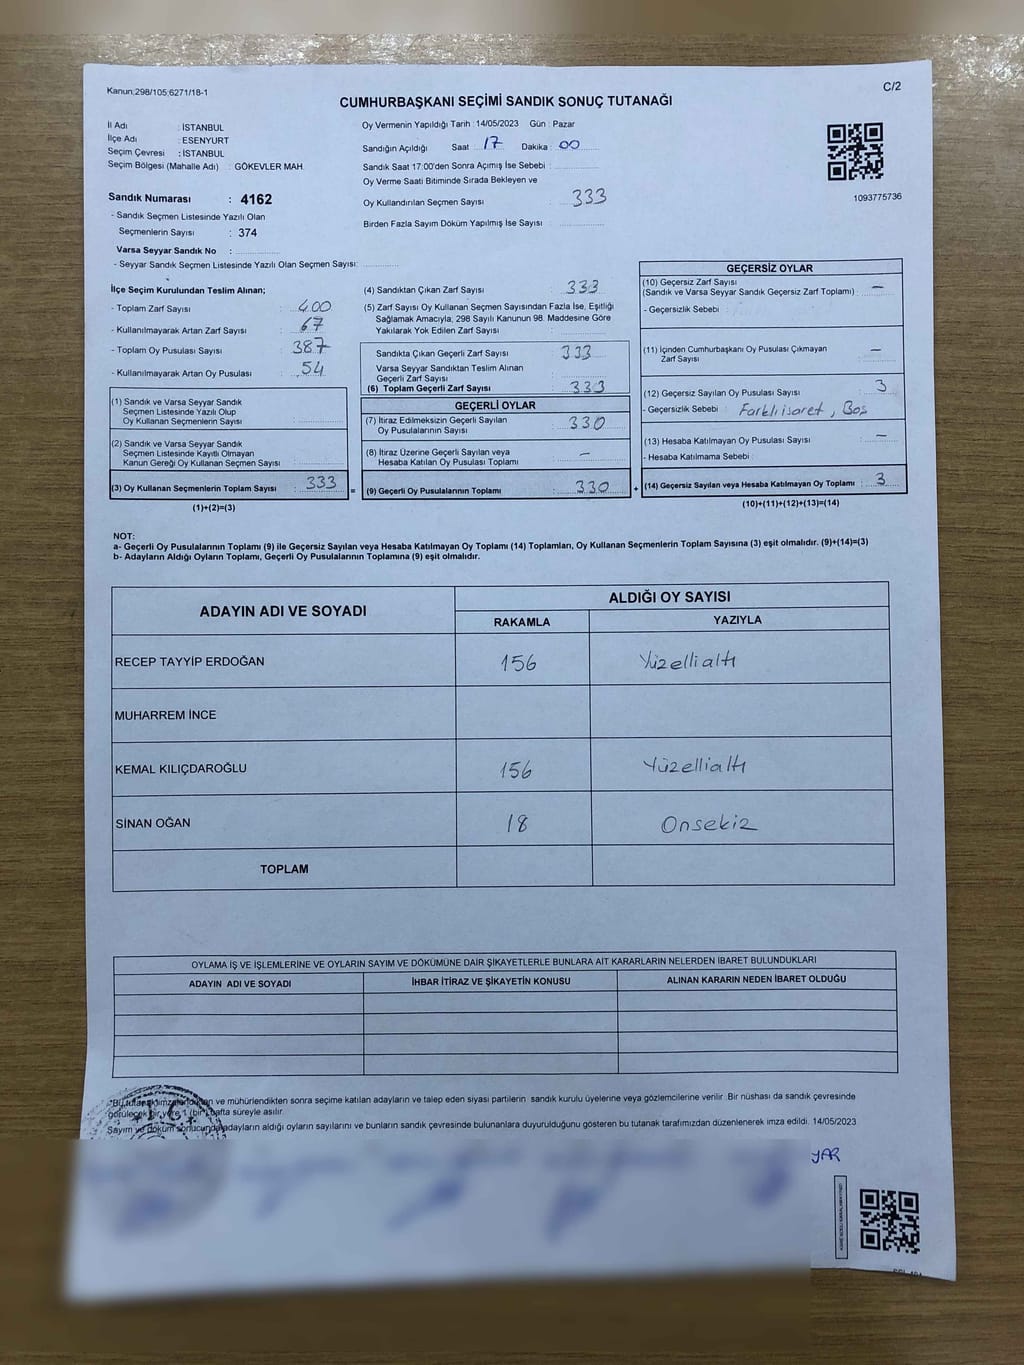 Kanun;298/105;6271/18-1
C/2
CUMHURBAŞKANI SEÇİMİ SANDIK SONUÇ TUTANAĞI
İl Adı : İSTANBUL
İlçe Adı : ESENYURT
Seçim Çevresi : İSTANBUL
Seçim Bölgesi (Mahalle Adı) : GÖKEVLER MAH.
Sandık Numarası : 4162
- Sandık Seçmen Listesinde Yazılı Olan
Seçmenlerin Sayısı : 374
Varsa Seyyar Sandık No :
- Seyyar Sandık Seçmen Listesinde Yazılı Olan Seçmen Sayısı:
Oy Vermenin Yapıldığı Tarih : 14/05/2023 Gün : Pazar
Sandığın Açıldığı Saat 17 Dakika : 00
Sandık Saat 17:00'den Sonra Açımış İse Sebebi :
Oy Verme Saati Bitiminde Sırada Bekleyen ve
Oy Kullandırılan Seçmen Sayısı 333
Birden Fazla Sayım Döküm Yapılmış İse Sayısı :
1093775736
İlçe Seçim Kurulundan Teslim Alınan;
- Toplam Zarf Sayısı : 400
- Kullanılmayarak Artan Zarf Sayısı : 67
- Toplam Oy Pusulası Sayısı : 387
- Kullanılmayarak Artan Oy Pusulası : 54
(1) Sandık ve Varsa Seyyar Sandık
Seçmen Listesinde Yazılı Olup
Oy Kullanan Seçmenlerin Sayısı :
(2) Sandık ve Varsa Seyyar Sandık
Seçmen Listesinde Kayıtlı Olmayan
Kanun Gereği Oy Kullanan Seçmen Sayısı :
(3) Oy Kullanan Seçmenlerin Toplam Sayısı : 333
(1)+(2)=(3)
(4) Sandıktan Çıkan Zarf Sayısı : 333
(5) Zarf Sayısı Oy Kullanan Seçmen Sayısından Fazla İse, Eşitliği
Sağlamak Amacıyla; 298 Sayılı Kanunun 98. Maddesine Göre
Yakılarak Yok Edilen Zarf Sayısı :
Sandıkta Çıkan Geçerli Zarf Sayısı : 333
Varsa Seyyar Sandıktan Teslim Alınan
Geçerli Zarf Sayısı :
(6) Toplam Geçerli Zarf Sayısı : 333
GEÇERLİ OYLAR
(7) İtiraz Edilmeksizin Geçerli Sayılan
Oy Pusulalarının Sayısı : 330
(8) İtiraz Üzerine Geçerli Sayılan veya
Hesaba Katılan Oy Pusulası Toplamı : –
= (9) Geçerli Oy Pusulalarının Toplamı : 330 +
GEÇERSİZ OYLAR
(10) Geçersiz Zarf Sayısı
(Sandık ve Varsa Seyyar Sandık Geçersiz Zarf Toplamı) : –
- Geçersizlik Sebebi :
(11) İçinden Cumhurbaşkanı Oy Pusulası Çıkmayan
Zarf Sayısı –
(12) Geçersiz Sayılan Oy Pusulası Sayısı : 3
- Geçersizlik Sebebi : Farklı işaret, Boş
(13) Hesaba Katılmayan Oy Pusulası Sayısı : –
- Hesaba Katılmama Sebebi :
(14) Geçersiz Sayılan veya Hesaba Katılmayan Oy Toplamı : 3
(10)+(11)+(12)+(13)=(14)
NOT:
a- Geçerli Oy Pusulalarının Toplamı (9) ile Geçersiz Sayılan veya Hesaba Katılmayan Oy Toplamı (14) Toplamları, Oy Kullanan Seçmenlerin Toplam Sayısına (3) eşit olmalıdır. (9)+(14)=(3)
b- Adayların Aldığı Oyların Toplamı, Geçerli Oy Pusulalarının Toplamına (9) eşit olmalıdır.
ADAYIN ADI VE SOYADI
ALDIĞI OY SAYISI
RAKAMLA YAZIYLA
RECEP TAYYİP ERDOĞAN 156 Yüzellialtı
MUHARREM İNCE
KEMAL KILIÇDAROĞLU 156 Yüzellialtı
SİNAN OĞAN 18 Onsekiz
TOPLAM
OYLAMA İŞ VE İŞLEMLERİNE VE OYLARIN SAYIM VE DÖKÜMÜNE DAİR ŞİKAYETLERLE BUNLARA AİT KARARLARIN NELERDEN İBARET BULUNDUKLARI
ADAYIN ADI VE SOYADI İHBAR İTİRAZ VE ŞİKAYETİN KONUSU ALINAN KARARIN NEDEN İBARET OLDUĞU
ve mühürlendikten sonra seçime katılan adayların ve talep eden siyasi partilerin sandık kurulu üyelerine veya gözlemcilerine verilir. Bir nüshası da sandık çevresinde
görülecek bir yere 1 (bir) hafta süreyle asılır.
Sayım ve döküm sonucunda adayların aldığı oyların sayılarını ve bunların sandık çevresinde bulunanlara duyurulduğunu gösteren bu tutanak tarafımızdan düzenlenerek imza edildi. 14/05/2023
YAR